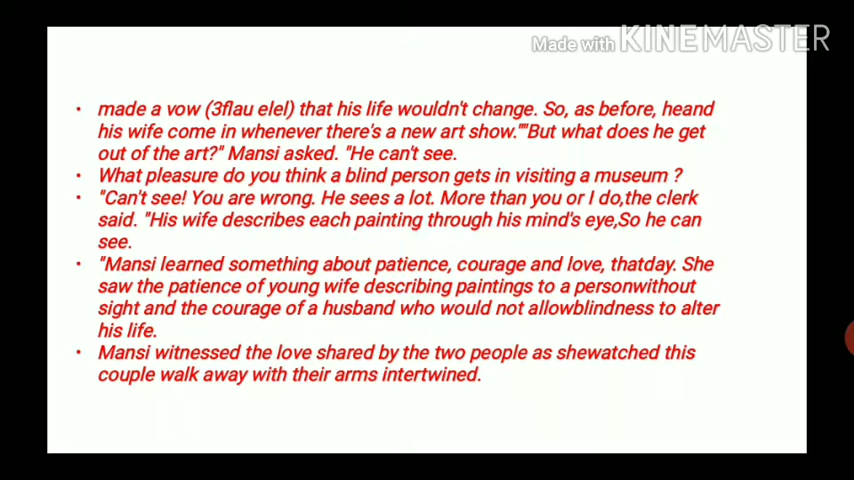 Made with KINEMASTER
• made a vow (3flau elel) that his life wouldn't change. So, as before, heand
his wife come in whenever there's a new art show.""But what does he get
out of the art?" Mansi asked. "He can't see.
• What pleasure do you think a blind person gets in visiting a museum ?
• "Can't see! You are wrong. He sees a lot. More than you or I do,the clerk
said. "His wife describes each painting through his mind's eye,So he can
see.
• "Mansi learned something about patience, courage and love, thatday. She
saw the patience of young wife describing paintings to a personwithout
sight and the courage of a husband who would not allowblindness to alter
his life.
• Mansi witnessed the love shared by the two people as shewatched this
couple walk away with their arms intertwined.